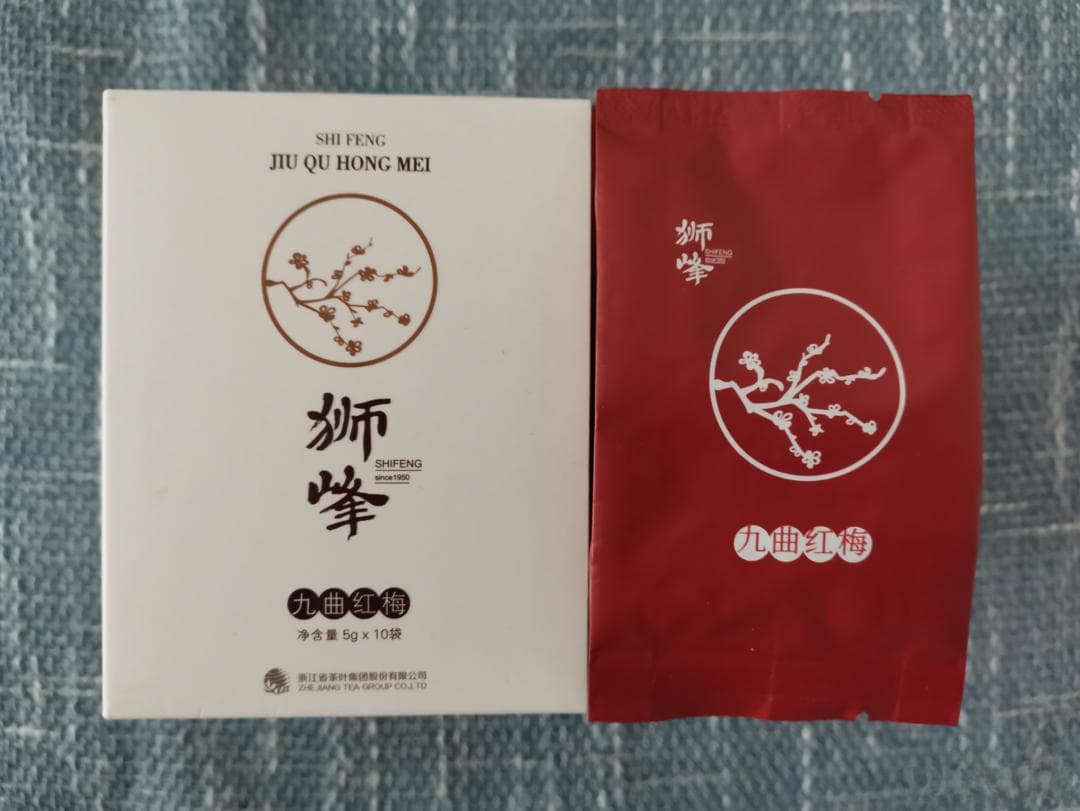 SHI FENG
JIU QU HONG MEI
狮峰
SHIFENG
since1950
九曲红梅
净含量 5g x 10袋
浙江省茶叶集团股份有限公司
ZHEJIANG TEA GROUP CO.,LTD
狮峰
SHIFENG
since1950
九曲红梅